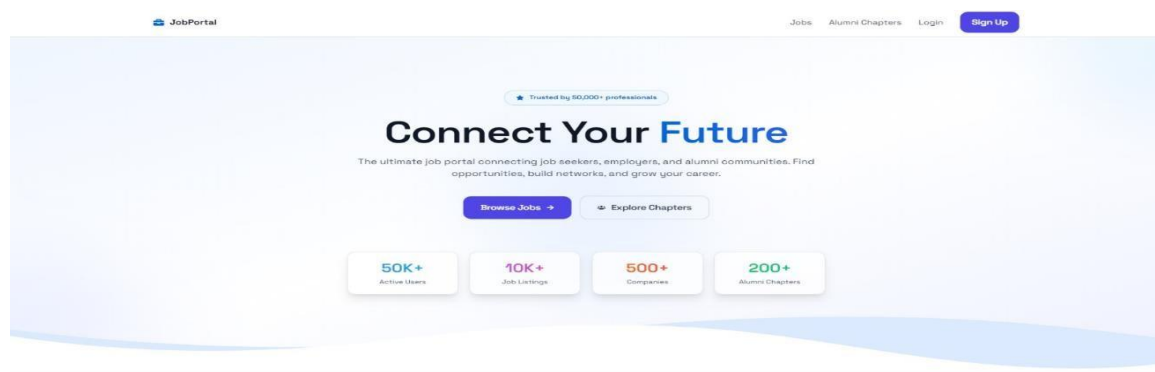 JobPortal
Jobs Alumni Chapters Login Sign Up
Trusted by 50,000+ professionals
Connect Your Future
The ultimate job portal connecting job seekers, employers, and alumni communities. Find
opportunities, build networks, and grow your career.
Browse Jobs → Explore Chapters
50K+ 10K+ 500+ 200+
Active Users Job Listings Companies Alumni Chapters